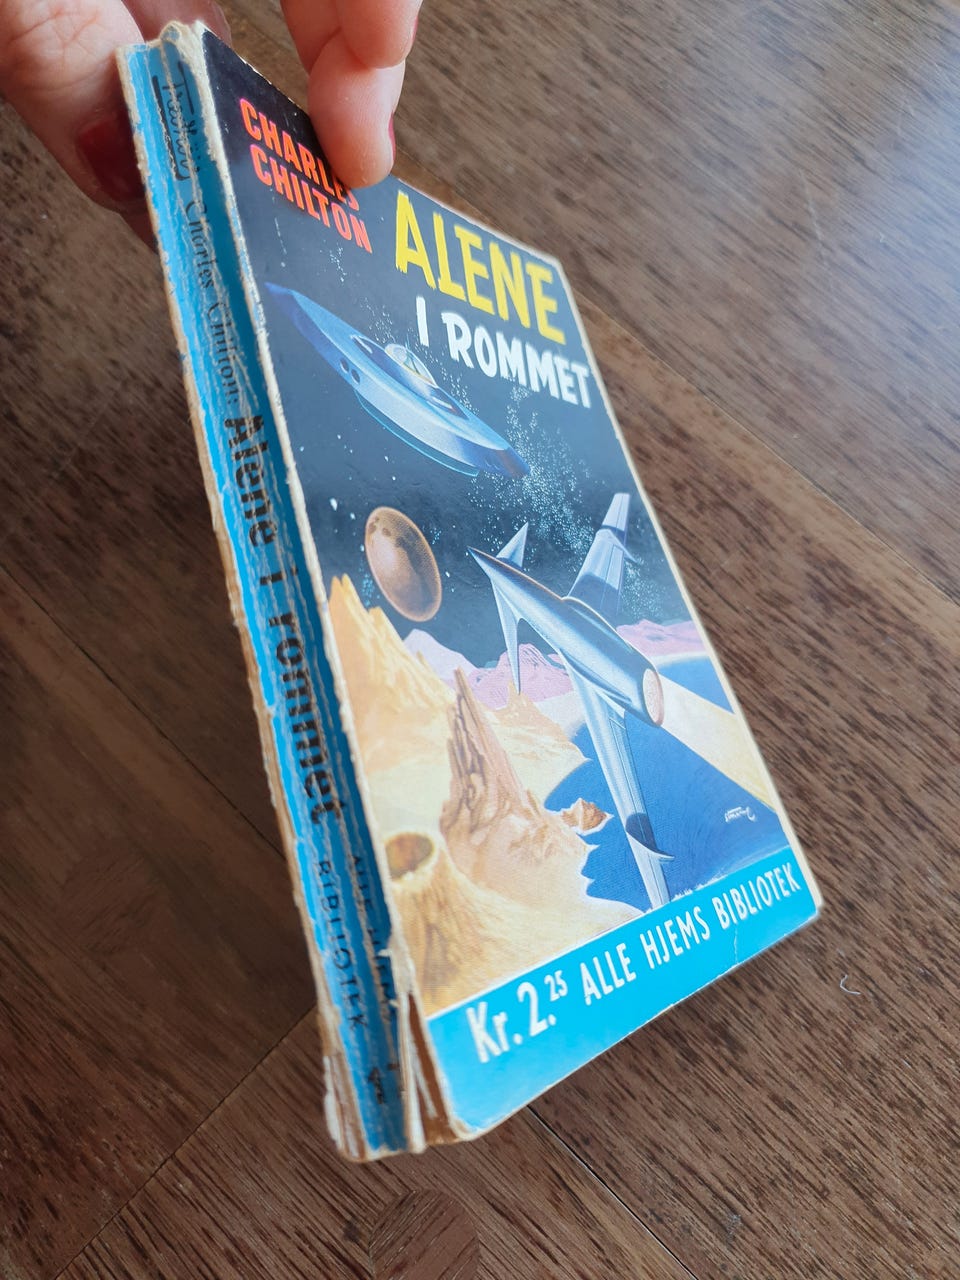 CHARLES
CHILTON
ALENE
I ROMMET
Kr. 2.25 ALLE HJEMS BIBLIOTEK
Charles Chilton: Alene i rommet
BIBLIOTEK